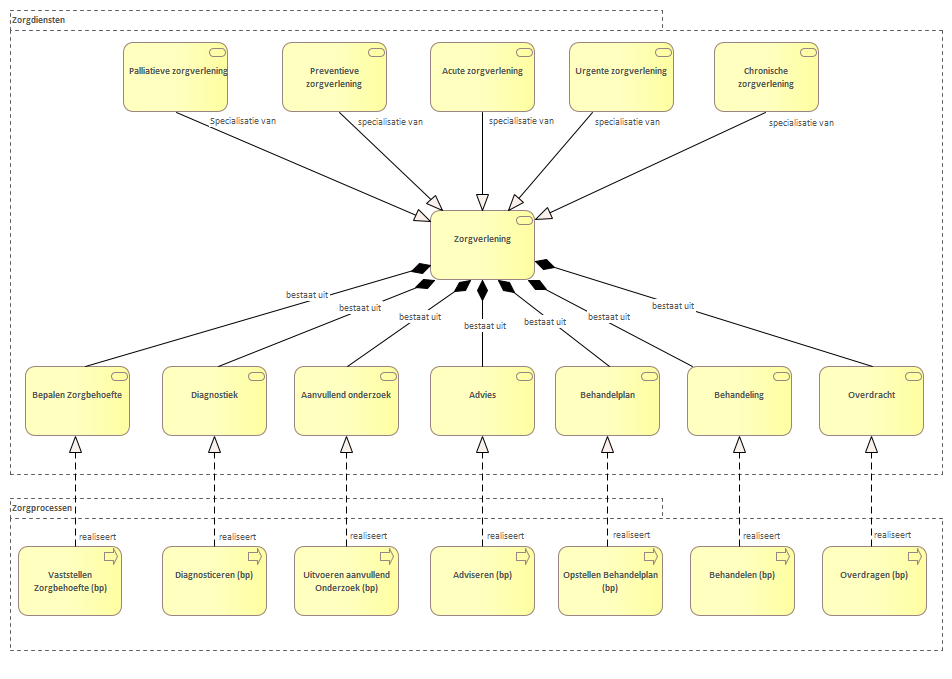 Zorgdiensten
Palliatieve zorgverlening
Preventieve
zorgverlening
Acute zorgverlening
Urgente zorgverlening
Chronische
zorgverlening
Specialisatie van
specialisatie van
specialisatie van
specialisatie van
specialisatie van
Zorgverlening
bestaat uit
bestaat uit
bestaat uit
bestaat uit
bestaat uit
bestaat uit
bestaat uit
Bepalen Zorgbehoefte
Diagnostiek
Aanvullend onderzoek
Advies
Behandelplan
Behandeling
Overdracht
Zorgprocessen
realiseert
realiseert
realiseert
realiseert
realiseert
realiseert
realiseert
Vaststellen
Zorgbehoefte (bp)
Diagnosticeren (bp)
Uitvoeren aanvullend
Onderzoek (bp)
Adviseren (bp)
Opstellen Behandelplan
(bp)
Behandelen (bp)
Overdragen (bp)